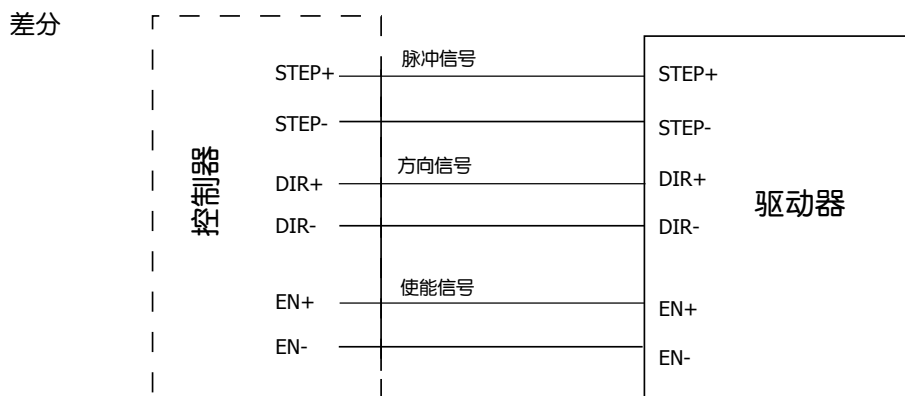 差分
控制器
STEP+
脉冲信号
STEP+
STEP-
STEP-
DIR+
方向信号
DIR+
DIR-
DIR-
驱动器
EN+
使能信号
EN+
EN-
EN-